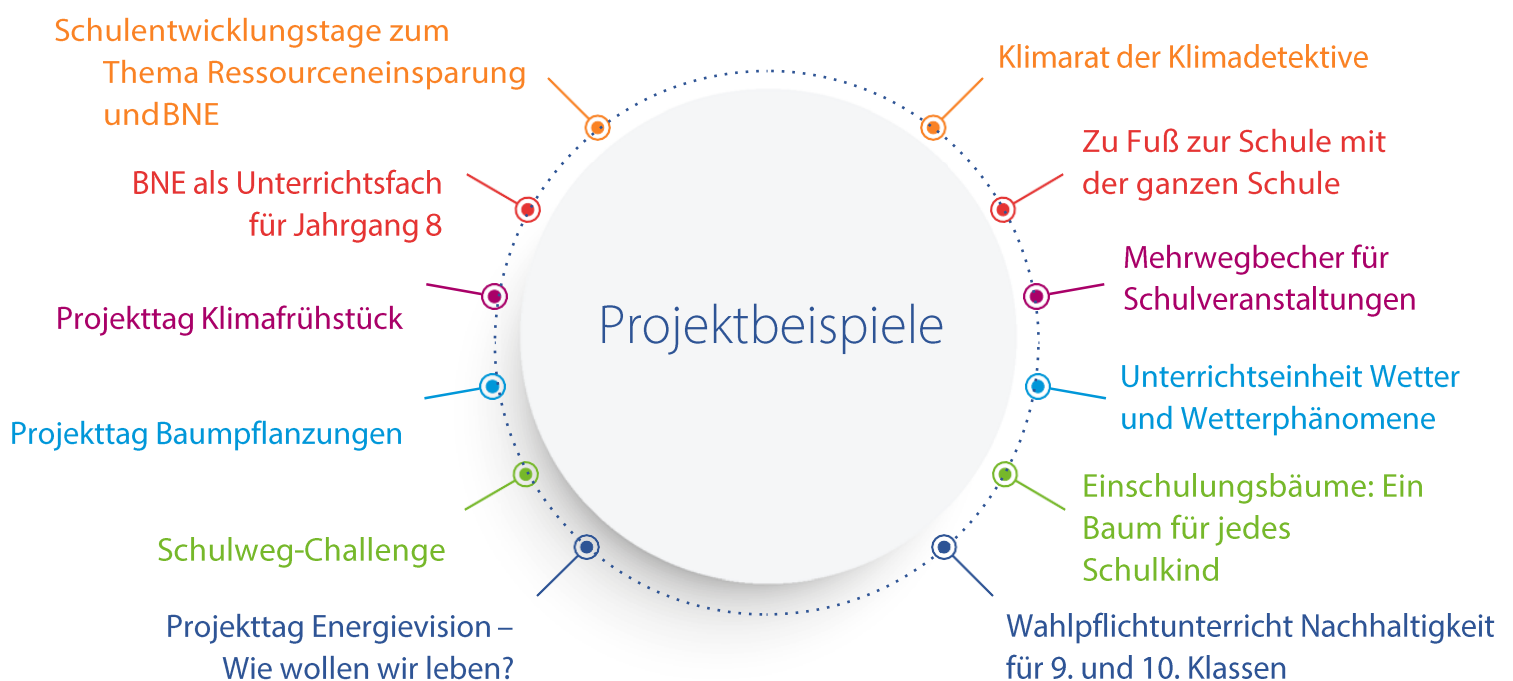 Schulentwicklungstage zum
Thema Ressourceneinsparung
und BNE
BNE als Unterrichtsfach
für Jahrgang 8
Projekttag Klimafrühstück
Projekttag Baumpflanzungen
Schulweg-Challenge
Projekttag Energievision –
Wie wollen wir leben?
Projektbeispiele
Klimarat der Klimadetektive
Zu Fuß zur Schule mit
der ganzen Schule
Mehrwegbecher für
Schulveranstaltungen
Unterrichtseinheit Wetter
und Wetterphänomene
Einschulungsbäume: Ein
Baum für jedes
Schulkind
Wahlpflichtunterricht Nachhaltigkeit
für 9. und 10. Klassen